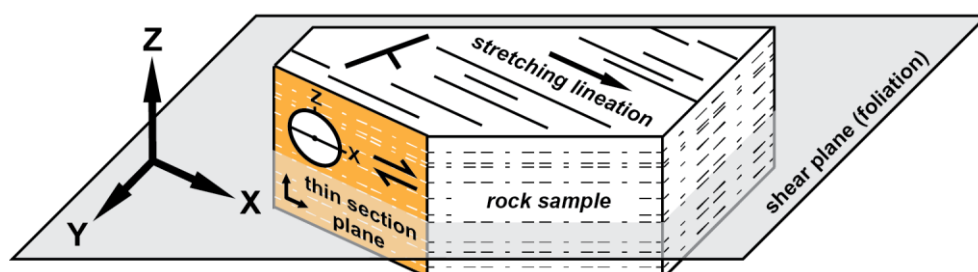 Z
Y
X
stretching lineation
shear plane (foliation)
Z
X
thin section
plane
rock sample